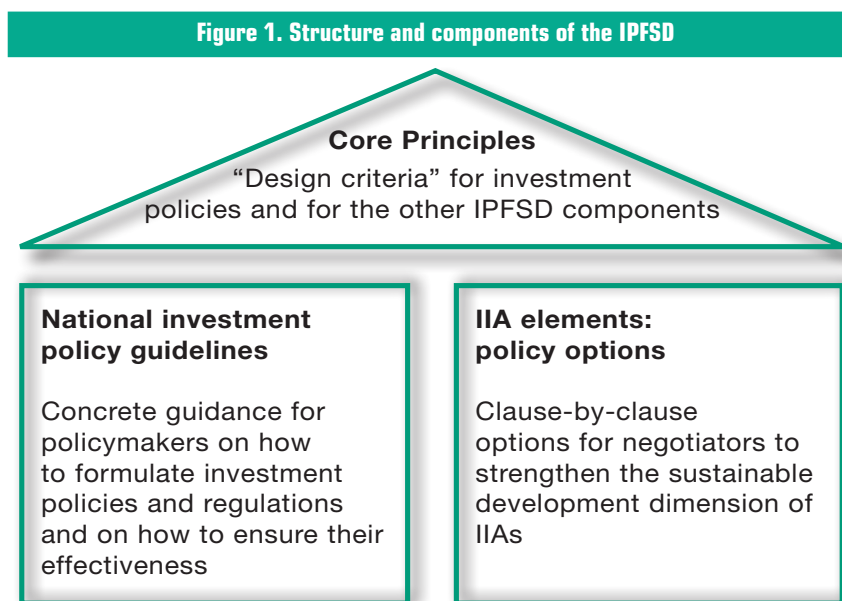 Figure 1. Structure and components of the IPFSD
Core Principles
“Design criteria” for investment
policies and for the other IPFSD components
National investment
policy guidelines
Concrete guidance for
policymakers on how
to formulate investment
policies and regulations
and on how to ensure their
effectiveness
IIA elements:
policy options
Clause-by-clause
options for negotiators to
strengthen the sustainable
development dimension of
IIAs